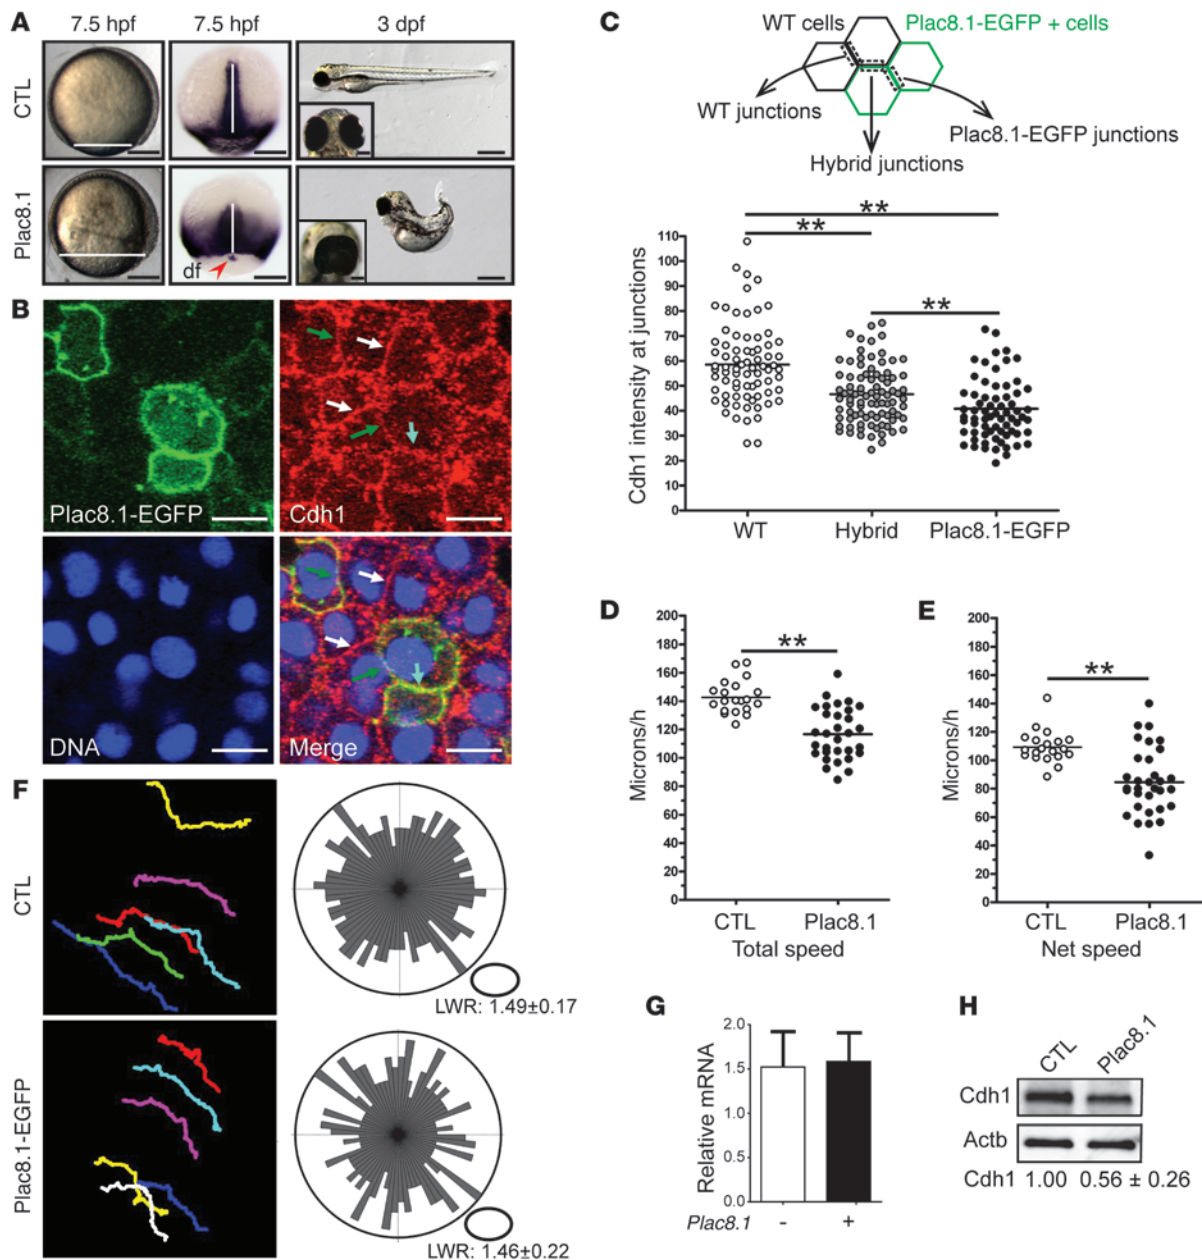 A
7.5 hpf
7.5 hpf
3 dpf
CTL
Plac8.1
df
B
Plac8.1-EGFP
Cdh1
DNA
Merge
C
WT cells
Plac8.1-EGFP + cells
WT junctions
Plac8.1-EGFP junctions
Hybrid junctions
**
**
**
Cdh1 intensity at junctions
110
100
90
80
70
60
50
40
30
20
10
0
WT
Hybrid
Plac8.1-EGFP
D
Microns/h
200
180
160
140
120
100
80
60
40
20
0
**
CTL
Plac8.1
Total speed
E
Microns/h
200
180
160
140
120
100
80
60
40
20
0
**
CTL
Plac8.1
Net speed
F
CTL
LWR: 1.49±0.17
Plac8.1-EGFP
LWR: 1.46±0.22
G
Relative mRNA
2.0
1.5
1.0
0.5
0.0
Plac8.1 - +
H
CTL
Plac8.1
Cdh1
Actb
Cdh1 1.00 0.56 ± 0.26